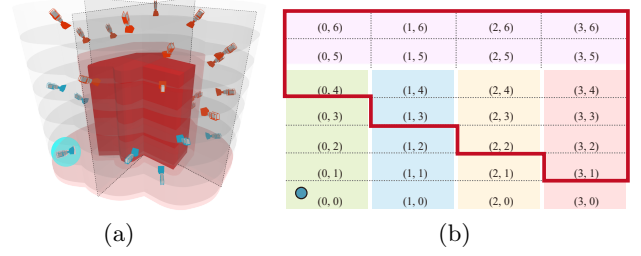 (0, 6) (1, 6) (2, 6) (3, 6)
(0, 5) (1, 5) (2, 5) (3, 5)
(0, 4) (1, 4) (2, 4) (3, 4)
(0, 3) (1, 3) (2, 3) (3, 3)
(0, 2) (1, 2) (2, 2) (3, 2)
(0, 1) (1, 1) (2, 1) (3, 1)
(0, 0) (1, 0) (2, 0) (3, 0)
(a) (b)